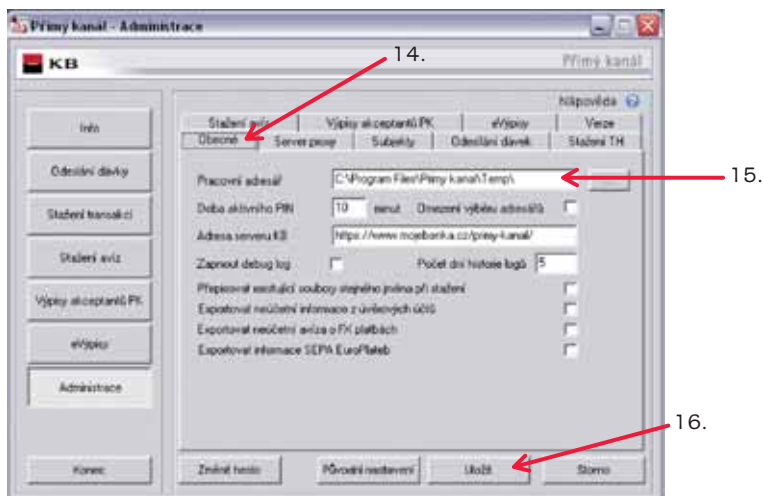 Přímý kanál - Administrace
14.
KB
Přímý kanál
Nápověda
Info
Odeslání dávky
Stažení transakcí
Stažení avíz
Výpisy akceptantů PK
eVýpisy
Administrace
Konec
Stažení avíz
Výpisy akceptantů PK
eVýpisy
Verze
Obecné
Server proxy
Subjekty
Odesílání dávek
Stažení TH
Pracovní adresář
C:\Program Files\Přímý kanál\Temp\
...
15.
Doba aktivního PIN
10
minut
Omezení výběru adresářů
Adresa serveru KB
https://www.mojebanka.cz/primy-kanal/
Zapnout debug log
Počet dní historie logů
5
Přepisovat existující soubory stejného jména při stažení
Exportovat neúčetní informace z úvěrových účtů
Exportovat neúčetní avíza o FX platbách
Exportovat informace SEPA EuroPlateb
16.
Změnit heslo
Původní nastavení
Uložit
Storno